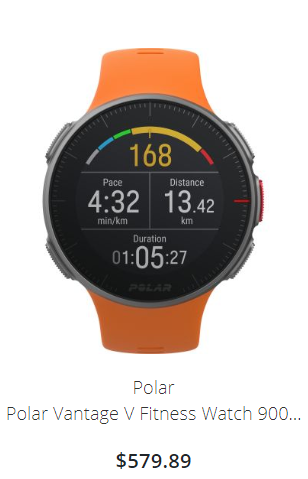 168
Pace Distance
4:32 13.42
min/km km
Duration
01:05:27
POLAR
Polar
Polar Vantage V Fitness Watch 900...
$579.89